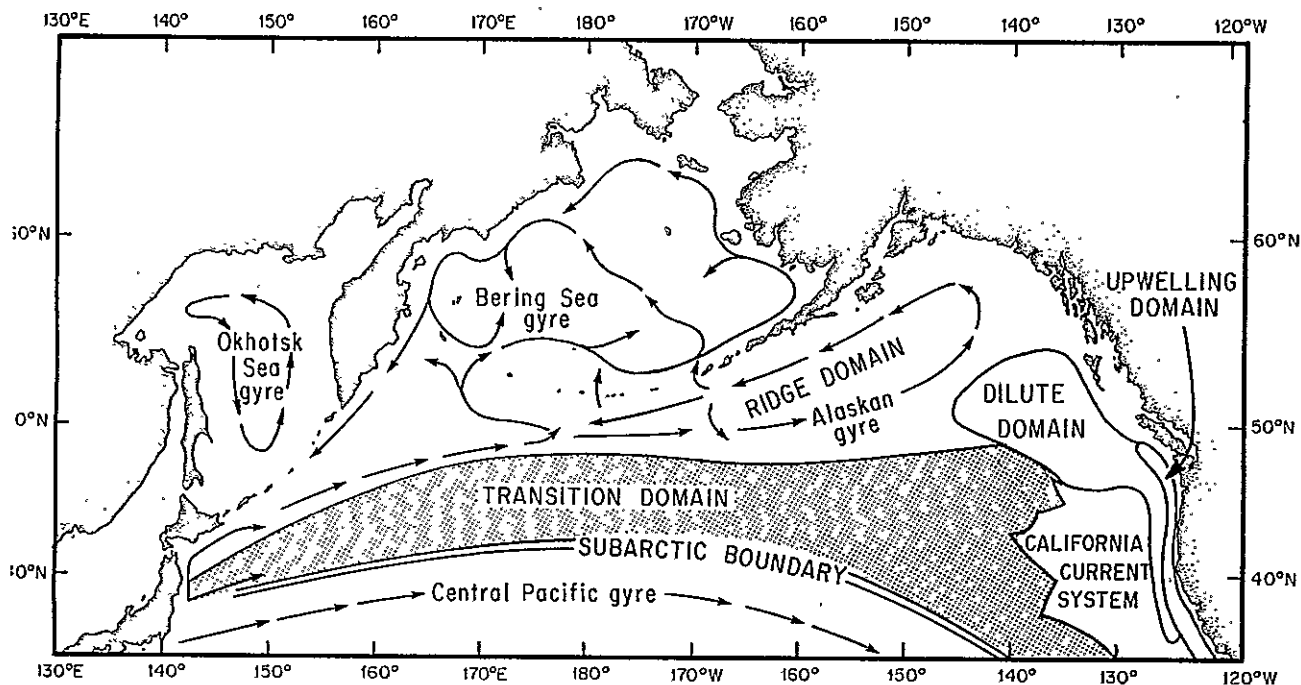 130°E 140° 150° 160° 170°E 180° 170°W 160° 150° 140° 130° 120°W
60°N
UPWELLING
DOMAIN
Bering Sea
gyre
Okhotsk
Sea
gyre
RIDGE DOMAIN
Alaskan
gyre
DILUTE
DOMAIN
0°N 50°N
TRANSITION DOMAIN
SUBARCTIC BOUNDARY
CALIFORNIA
CURRENT
SYSTEM
40°N
Central Pacific gyre
130°E 140° 150° 160° 170°E 180° 170°W 160° 150° 140° 130° 120°W